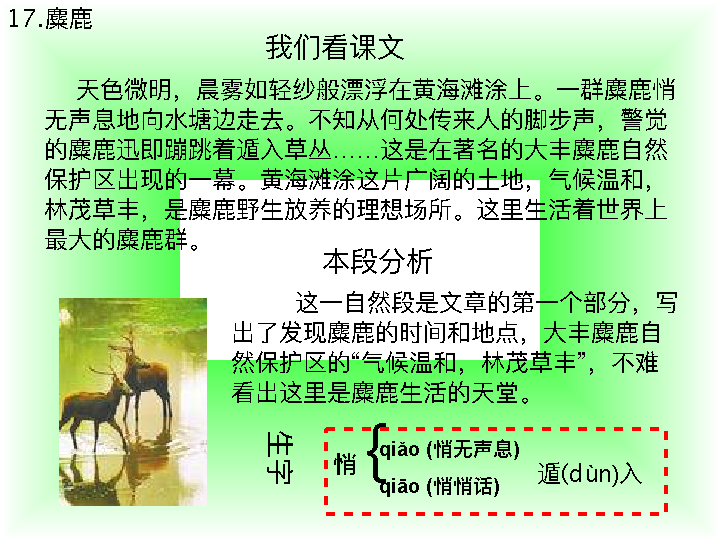 17.麋鹿
我们看课文
天色微明，晨雾如轻纱般漂浮在黄海滩涂上。一群麋鹿悄
无声息地向水塘边走去。不知从何处传来人的脚步声，警觉
的麋鹿迅即蹦跳着遁入草丛……这是在著名的大丰麋鹿自然
保护区出现的一幕。黄海滩涂这片广阔的土地，气候温和，
林茂草丰，是麋鹿野生放养的理想场所。这里生活着世界上
最大的麋鹿群。
本段分析
这一自然段是文章的第一个部分，写
出了发现麋鹿的时间和地点，大丰麋鹿自
然保护区的“气候温和，林茂草丰”，不难
看出这里是麋鹿生活的天堂。
生字
悄
qiǎo (悄无声息)
qiāo (悄悄话)
遁(dùn)入